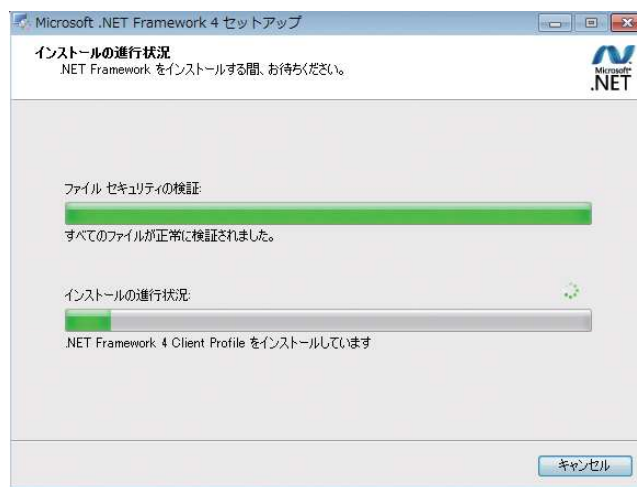 Microsoft .NET Framework 4 セットアップ
インストールの進行状況
.NET Framework をインストールする間、お待ちください。
Microsoft®
.NET
ファイル セキュリティの検証:
すべてのファイルが正常に検証されました。
インストールの進行状況:
.NET Framework 4 Client Profile をインストールしています
キャンセル